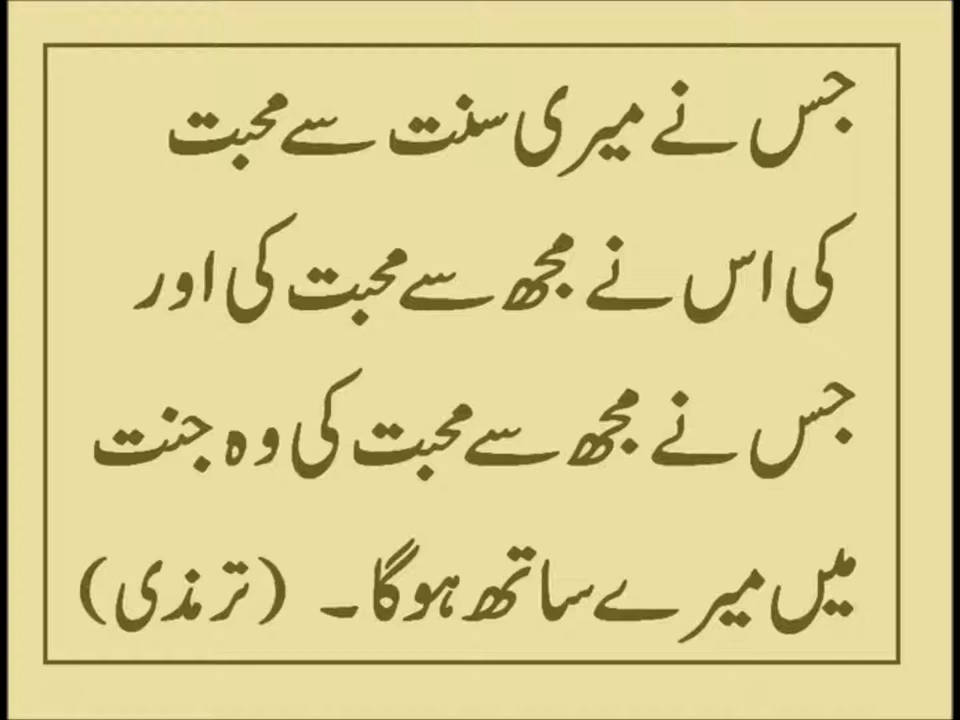 جس نے میری سنت سے محبت
کی اس نے مجھ سے محبت کی اور
جس نے مجھ سے محبت کی وہ جنت
میں میرے ساتھ ہوگا۔ (ترمذی)